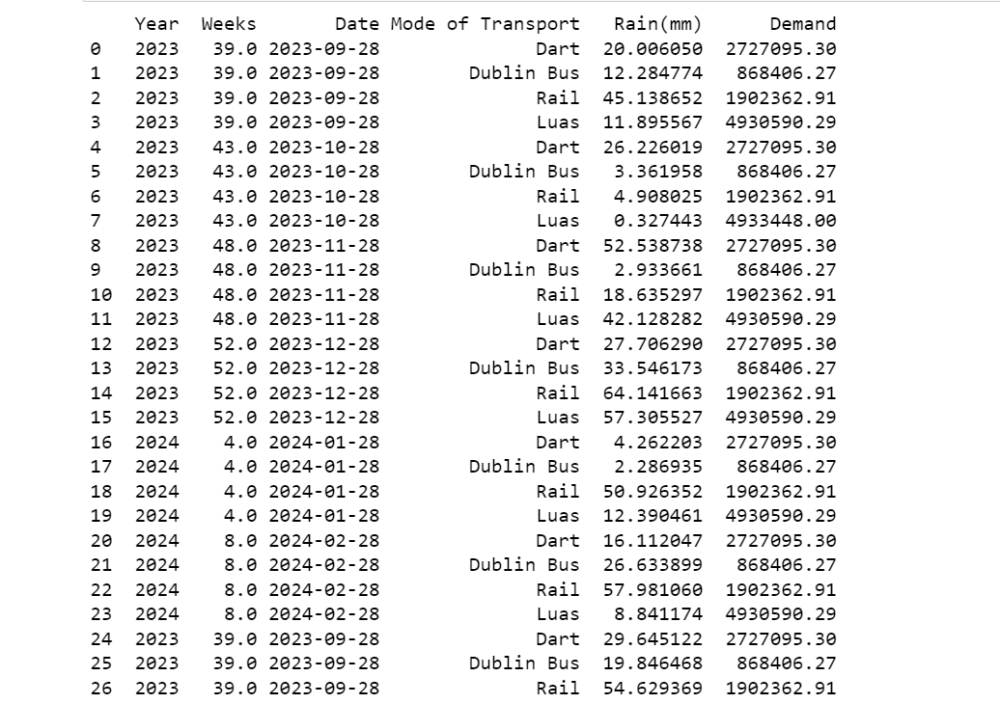 Year Weeks Date Mode of Transport Rain(mm) Demand
0 2023 39.0 2023-09-28 Dart 20.006050 2727095.30
1 2023 39.0 2023-09-28 Dublin Bus 12.284774 868406.27
2 2023 39.0 2023-09-28 Rail 45.138652 1902362.91
3 2023 39.0 2023-09-28 Luas 11.895567 4930590.29
4 2023 43.0 2023-10-28 Dart 26.226019 2727095.30
5 2023 43.0 2023-10-28 Dublin Bus 3.361958 868406.27
6 2023 43.0 2023-10-28 Rail 4.908025 1902362.91
7 2023 43.0 2023-10-28 Luas 0.327443 4933448.00
8 2023 48.0 2023-11-28 Dart 52.538738 2727095.30
9 2023 48.0 2023-11-28 Dublin Bus 2.933661 868406.27
10 2023 48.0 2023-11-28 Rail 18.635297 1902362.91
11 2023 48.0 2023-11-28 Luas 42.128282 4930590.29
12 2023 52.0 2023-12-28 Dart 27.706290 2727095.30
13 2023 52.0 2023-12-28 Dublin Bus 33.546173 868406.27
14 2023 52.0 2023-12-28 Rail 64.141663 1902362.91
15 2023 52.0 2023-12-28 Luas 57.305527 4930590.29
16 2024 4.0 2024-01-28 Dart 4.262203 2727095.30
17 2024 4.0 2024-01-28 Dublin Bus 2.286935 868406.27
18 2024 4.0 2024-01-28 Rail 50.926352 1902362.91
19 2024 4.0 2024-01-28 Luas 12.390461 4930590.29
20 2024 8.0 2024-02-28 Dart 16.112047 2727095.30
21 2024 8.0 2024-02-28 Dublin Bus 26.633899 868406.27
22 2024 8.0 2024-02-28 Rail 57.981060 1902362.91
23 2024 8.0 2024-02-28 Luas 8.841174 4930590.29
24 2023 39.0 2023-09-28 Dart 29.645122 2727095.30
25 2023 39.0 2023-09-28 Dublin Bus 19.846468 868406.27
26 2023 39.0 2023-09-28 Rail 54.629369 1902362.91